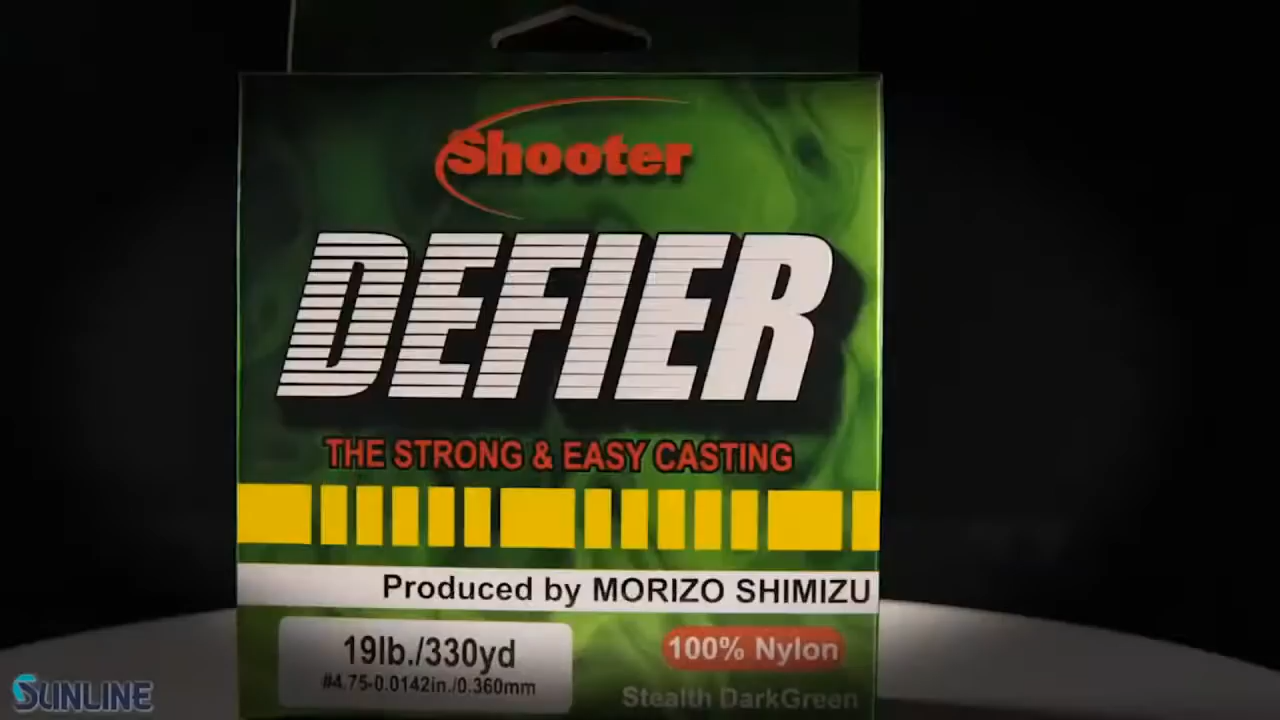 Shooter
DEFIER
THE STRONG & EASY CASTING
Produced by MORIZO SHIMIZU
19lb./330yd
100% Nylon
#4.75-0.0142in./0.360mm
Stealth DarkGreen
SUNLINE